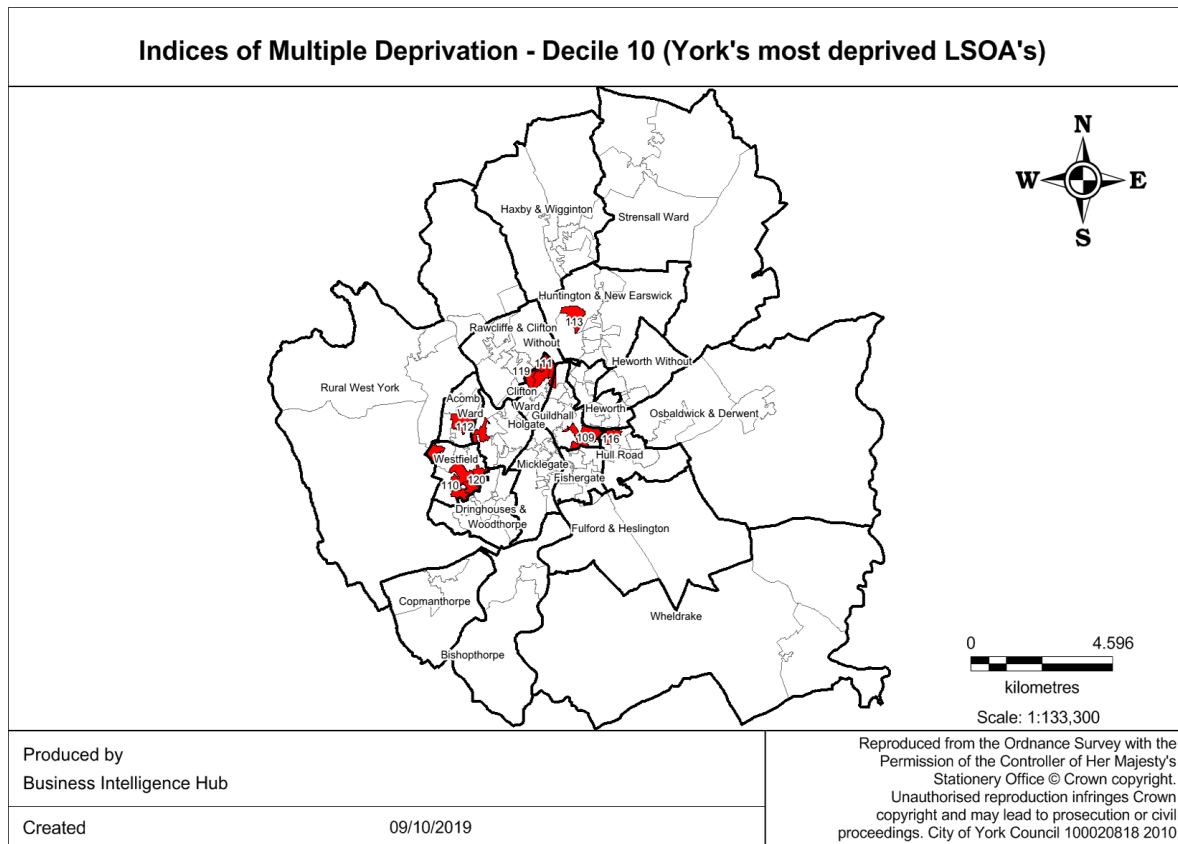 Indices of Multiple Deprivation - Decile 10 (York's most deprived LSOA's)
N
W
E
S
Haxby & Wigginton
Strensall Ward
Huntington & New Earswick
113
Rawcliffe & Clifton
Without
111
119
Heworth Without
Rural West York
Clifton
Ward
Acomb
Ward
112
Guildhall
Holgate
Heworth
Osbaldwick & Derwent
109
116
Hull Road
Westfield
Micklegate
Fishergate
110
120
Dringhouses &
Woodthorpe
Fulford & Heslington
Copmanthorpe
Wheldrake
Bishopthorpe
0
4.596
kilometres
Scale: 1:133,300
Produced by
Business Intelligence Hub
Created
09/10/2019
Reproduced from the Ordnance Survey with the
Permission of the Controller of Her Majesty's
Stationery Office © Crown copyright.
Unauthorised reproduction infringes Crown
copyright and may lead to prosecution or civil
proceedings. City of York Council 100020818 2010